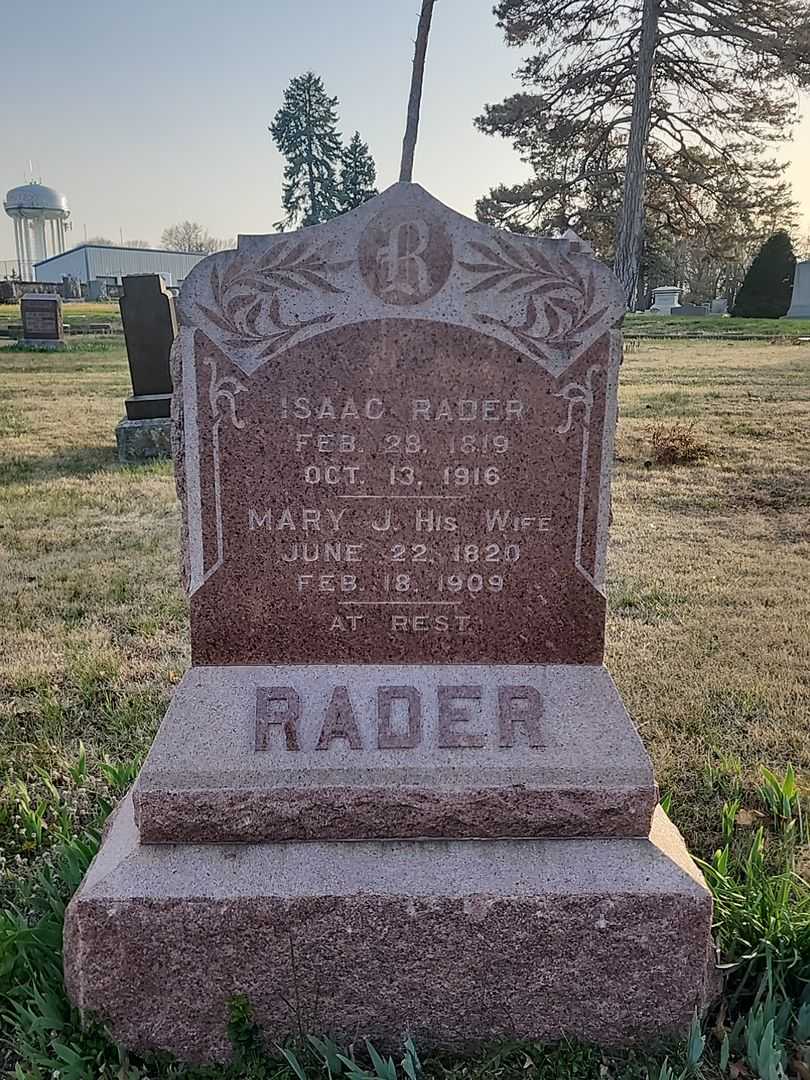 R
ISAAC RADER
FEB. 28. 1819
OCT. 13. 1916
MARY J. His Wife
JUNE 22. 1820
FEB. 18. 1909
AT REST
RADER